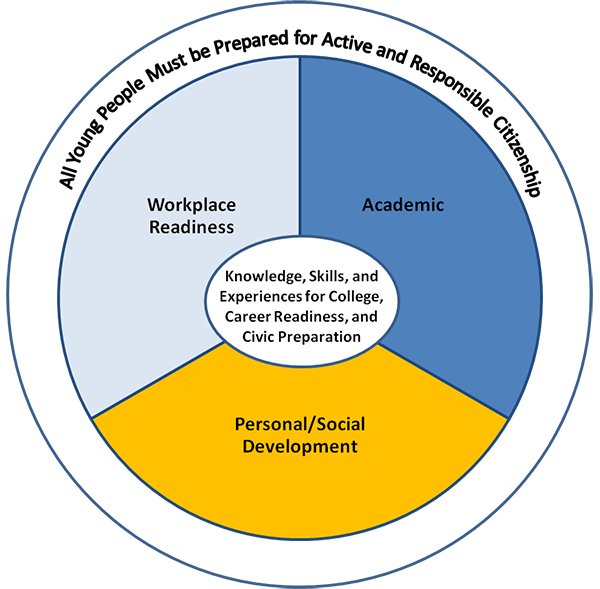 All Young People Must be Prepared for Active and Responsible Citizenship
Workplace
Readiness
Academic
Knowledge, Skills, and
Experiences for College,
Career Readiness, and
Civic Preparation
Personal/Social
Development